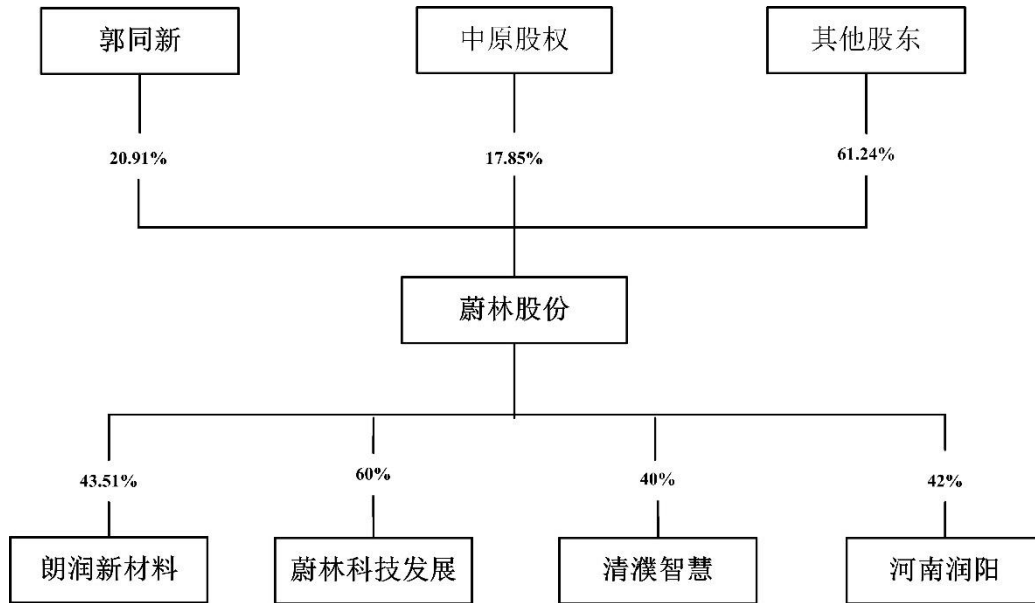 郭同新
中原股权
其他股东
20.91%
17.85%
61.24%
蔚林股份
43.51%
60%
40%
42%
朗润新材料
蔚林科技发展
清濮智慧
河南润阳